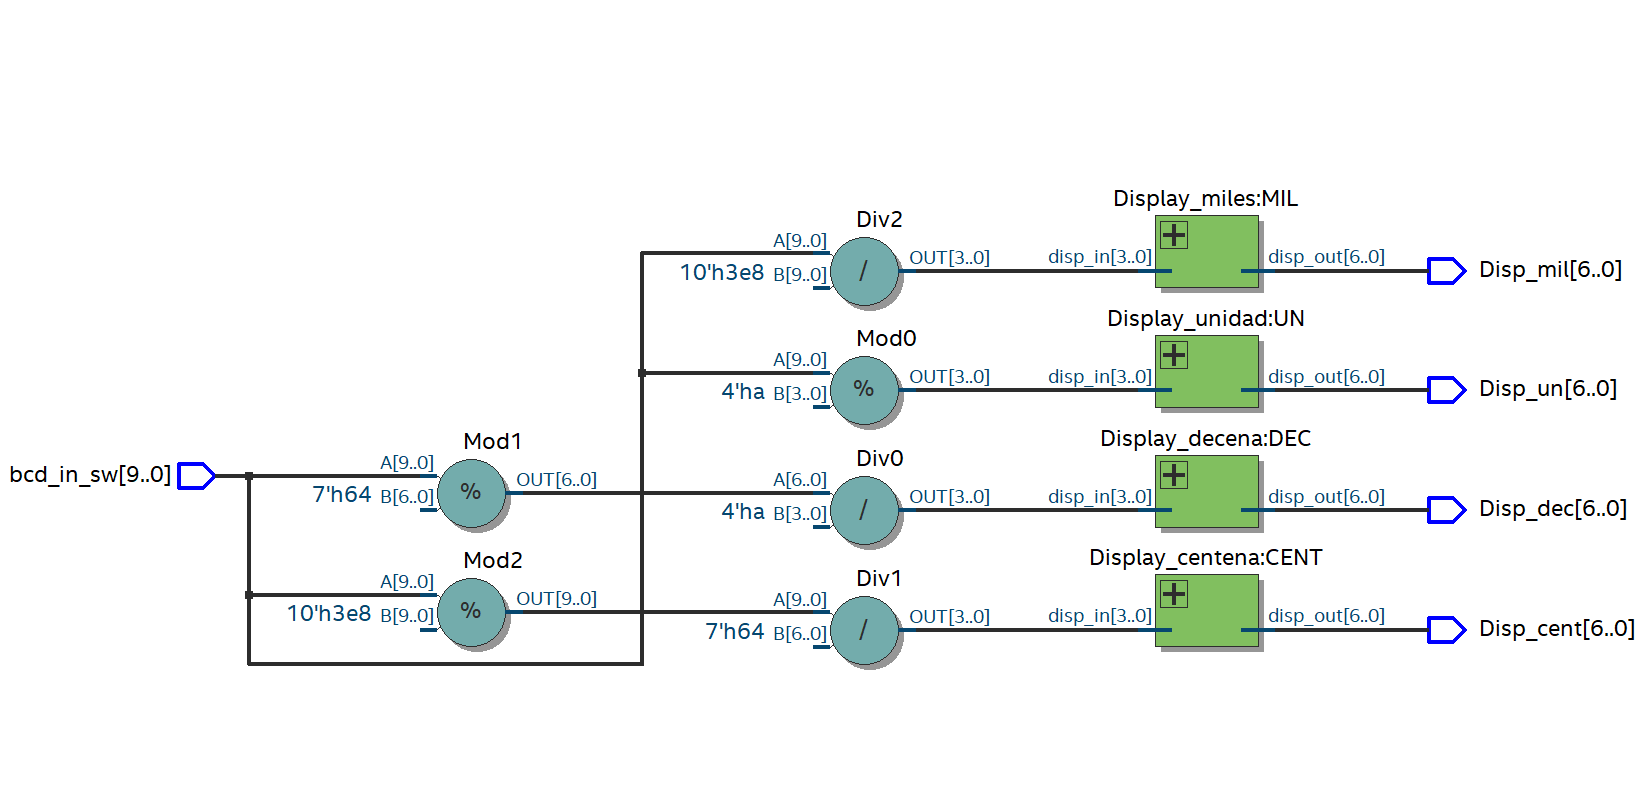 bcd_in_sw[9..0]
Mod1
A[9..0]
7'h64 B[6..0]
%
OUT[6..0]
Mod2
A[9..0]
10'h3e8 B[9..0]
%
OUT[9..0]
Div2
A[9..0]
10'h3e8 B[9..0]
/
OUT[3..0]
Display_miles:MIL
disp_in[3..0]
+
disp_out[6..0]
Disp_mil[6..0]
Mod0
A[9..0]
4'ha B[3..0]
%
OUT[3..0]
Display_unidad:UN
disp_in[3..0]
+
disp_out[6..0]
Disp_un[6..0]
Div0
A[6..0]
4'ha B[3..0]
/
OUT[3..0]
Display_decena:DEC
disp_in[3..0]
+
disp_out[6..0]
Disp_dec[6..0]
Div1
A[9..0]
7'h64 B[6..0]
/
OUT[3..0]
Display_centena:CENT
disp_in[3..0]
+
disp_out[6..0]
Disp_cent[6..0]